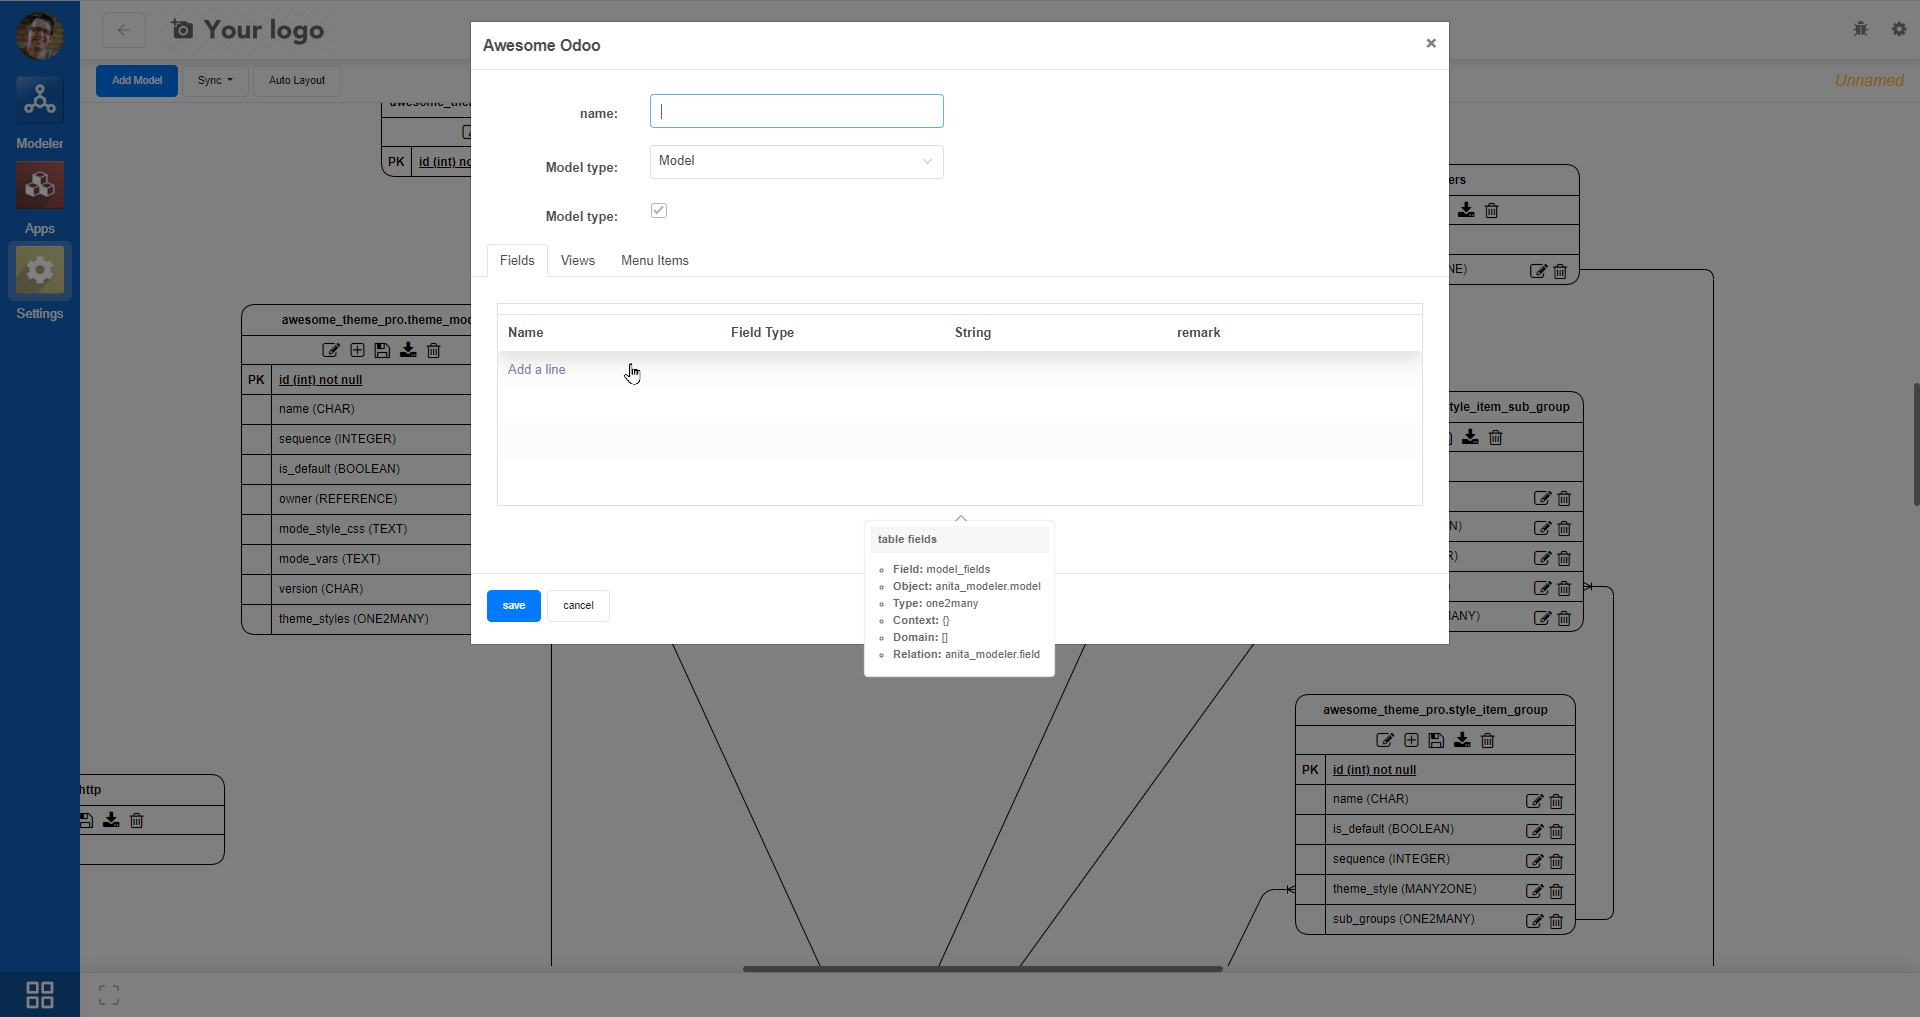 Your logo
Add Model
Sync
Auto Layout
Unnamed
Modeler
Apps
Settings
PK
id (int)
Awesome Odoo
×
name:
Model type:
Model
Model type:
Fields
Views
Menu Items
Name
Field Type
String
remark
Add a line
table fields
Field: model_fields
Object: anita_modeler.model
Type: one2many
Context: {}
Domain: []
Relation: anita_modeler.field
save
cancel
awesome_theme_pro.theme_mod
PK
id (int) not null
name (CHAR)
sequence (INTEGER)
is_default (BOOLEAN)
owner (REFERENCE)
mode_style_css (TEXT)
mode_vars (TEXT)
version (CHAR)
theme_styles (ONE2MANY)
http
ers
NE)
tyle_item_sub_group
N)
R)
ANY)
awesome_theme_pro.style_item_group
PK
id (int) not null
name (CHAR)
is_default (BOOLEAN)
sequence (INTEGER)
theme_style (MANY2ONE)
sub_groups (ONE2MANY)